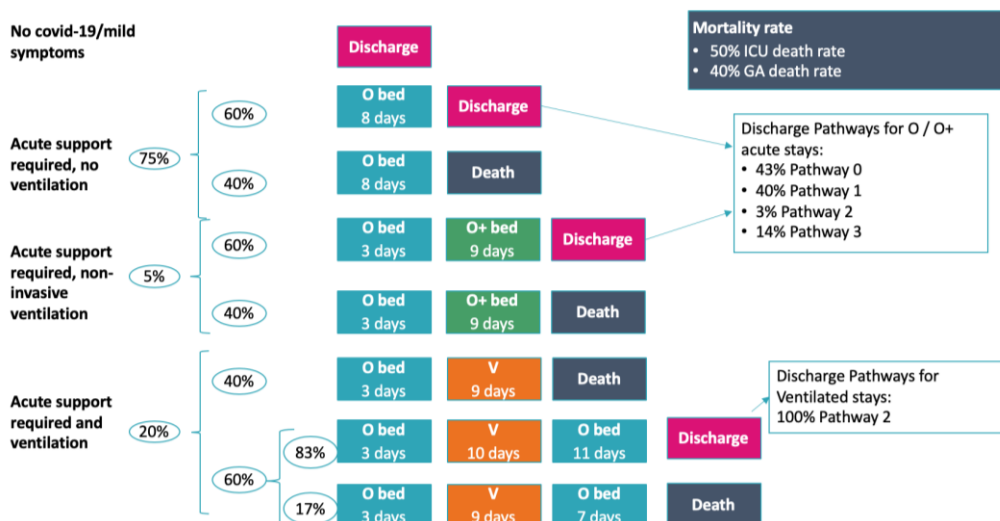 No covid-19/mild
symptoms
Discharge
Mortality rate
• 50% ICU death rate
• 40% GA death rate
60%
O bed
8 days
Discharge
Acute support
required, no
ventilation
75%
40%
O bed
8 days
Death
Discharge Pathways for O / O+
acute stays:
• 43% Pathway 0
• 40% Pathway 1
• 3% Pathway 2
• 14% Pathway 3
Acute support
required, non-
invasive
ventilation
5%
60%
O bed
3 days
O+ bed
9 days
Discharge
40%
O bed
3 days
O+ bed
9 days
Death
Acute support
required and
ventilation
20%
40%
O bed
3 days
V
9 days
Death
Discharge Pathways for
Ventilated stays:
100% Pathway 2
60%
83%
O bed
3 days
V
10 days
O bed
11 days
Discharge
17%
O bed
3 days
V
9 days
O bed
7 days
Death